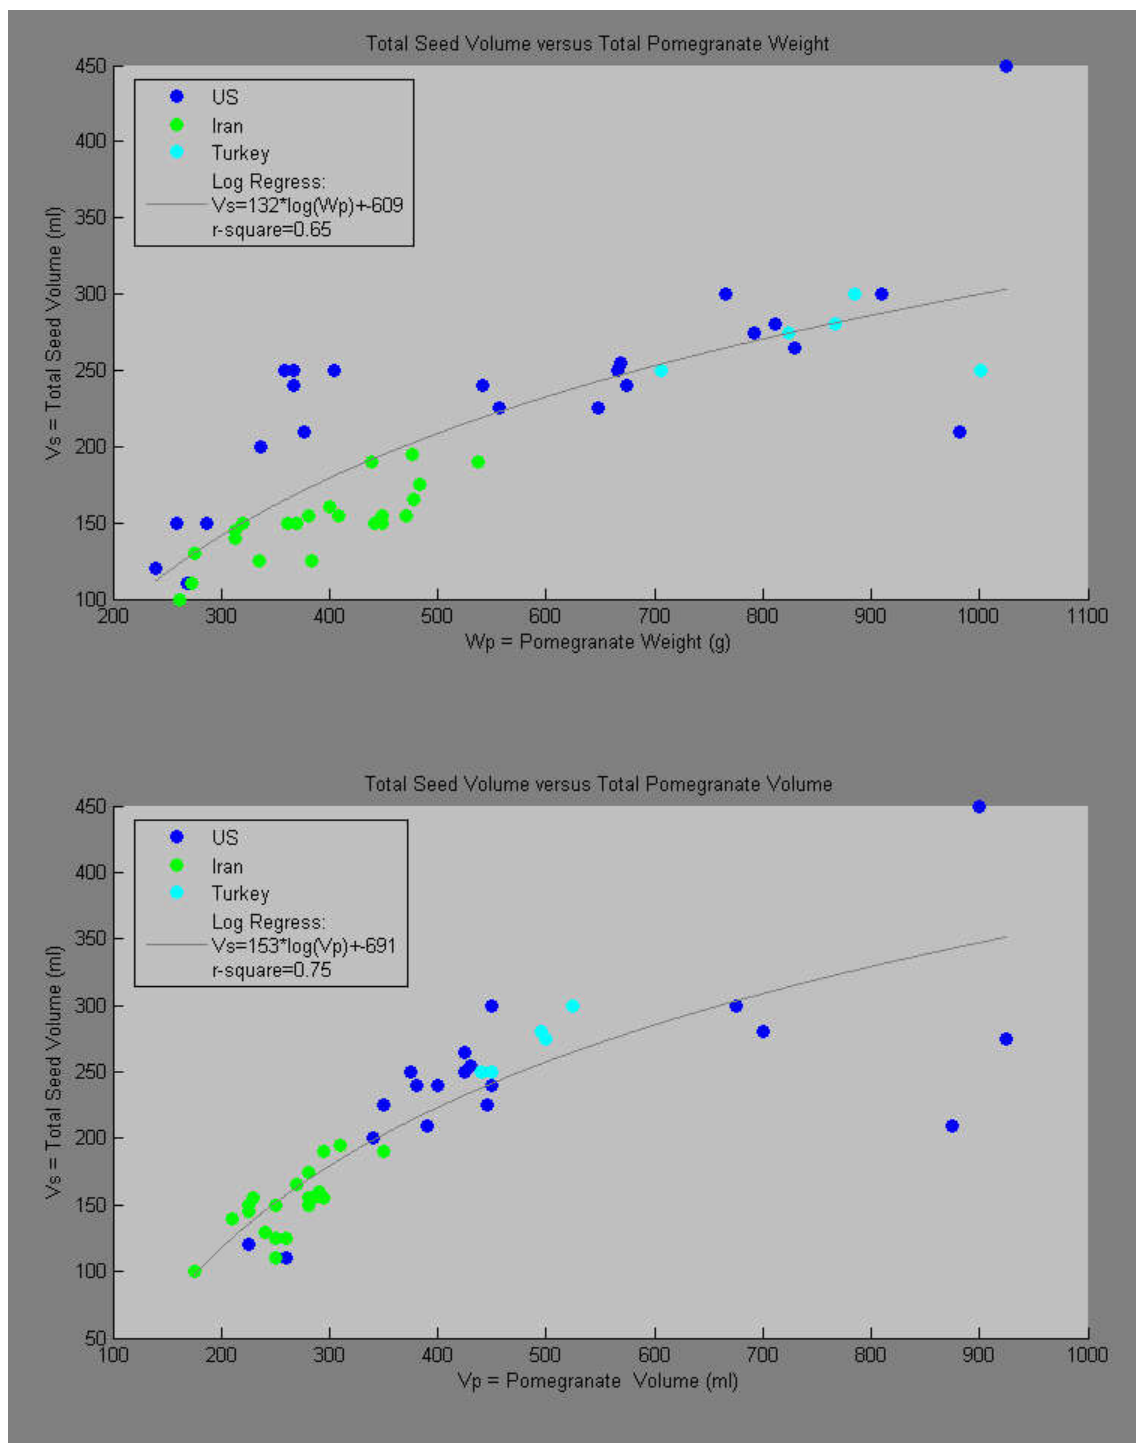 Total Seed Volume versus Total Pomegranate Weight
450
400
350
300
250
200
150
100
Vs = Total Seed Volume (ml)
US
Iran
Turkey
Log Regress:
Vs=132*log(Wp)+-609
r-square=0.65
200 300 400 500 600 700 800 900 1000 1100
Wp = Pomegranate Weight (g)
Total Seed Volume versus Total Pomegranate Volume
450
400
350
300
250
200
150
100
50
Vs = Total Seed Volume (ml)
US
Iran
Turkey
Log Regress:
Vs=153*log(Vp)+-691
r-square=0.75
100 200 300 400 500 600 700 800 900 1000
Vp = Pomegranate  Volume (ml)